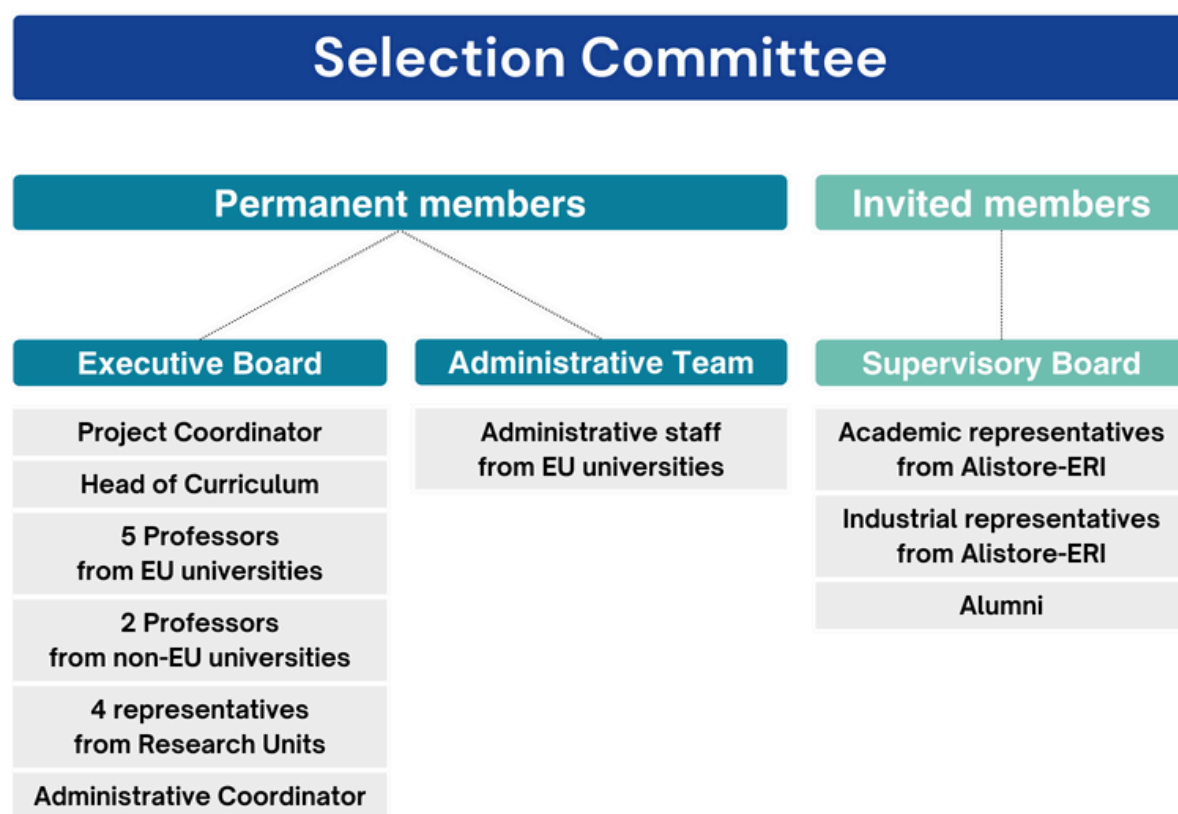 Selection Committee
Permanent members
Invited members
Executive Board
Administrative Team
Supervisory Board
Project Coordinator
Head of Curriculum
5 Professors
from EU universities
2 Professors
from non-EU universities
4 representatives
from Research Units
Administrative Coordinator
Administrative staff
from EU universities
Academic representatives
from Alistore-ERI
Industrial representatives
from Alistore-ERI
Alumni